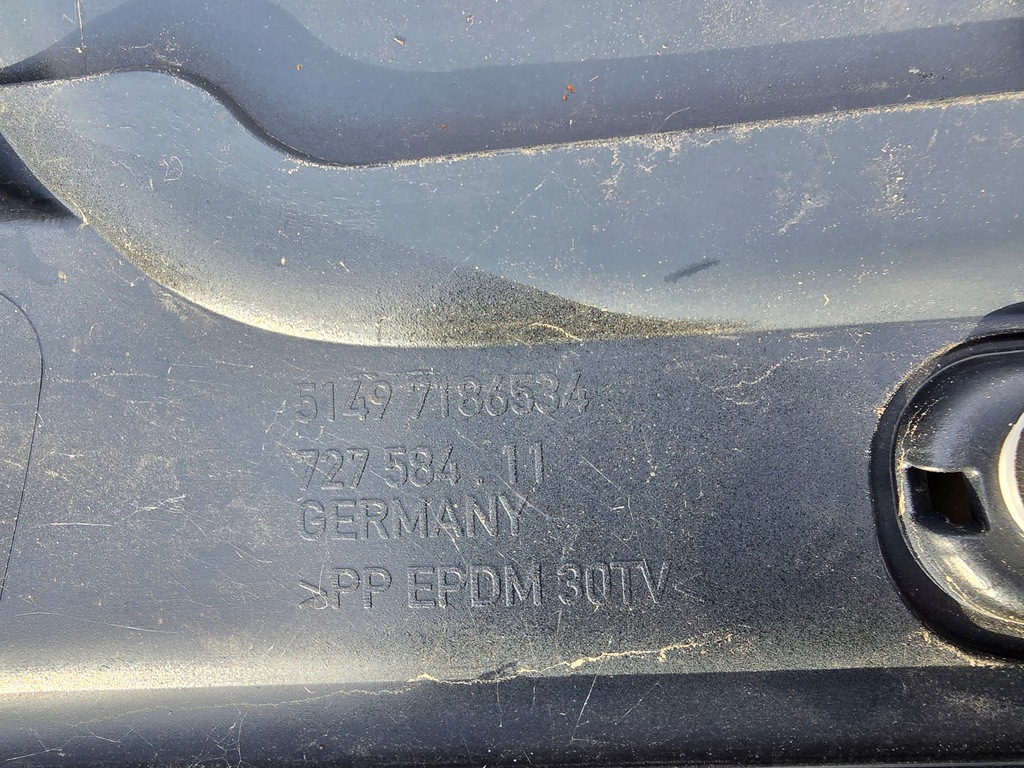 5149 7186534
727 584 . 11
GERMANY
>PP EPDM 30TV<